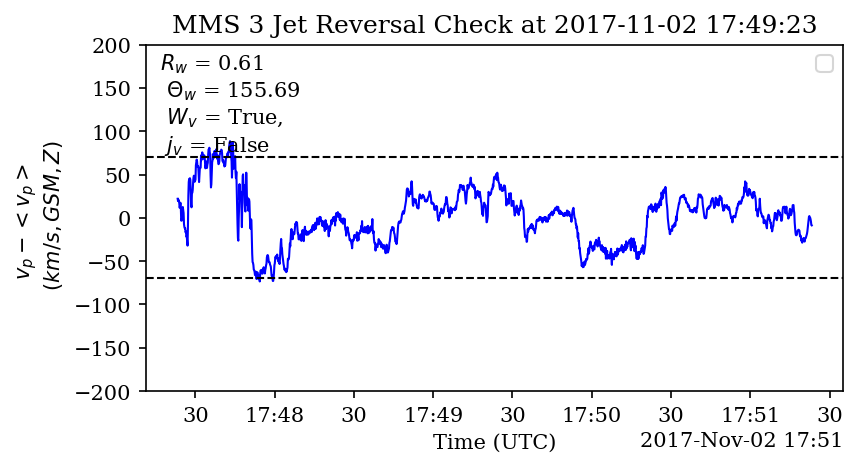 MMS 3 Jet Reversal Check at 2017-11-02 17:49:23
R_w = 0.61
Θ_w = 155.69
W_v = True,
j_v = False
v_p − < v_p >
(km/s, GSM, Z)
200
150
100
50
0
−50
−100
−150
−200
30 17:48 30 17:49 30 17:50 30 17:51 30
Time (UTC)
2017-Nov-02 17:51